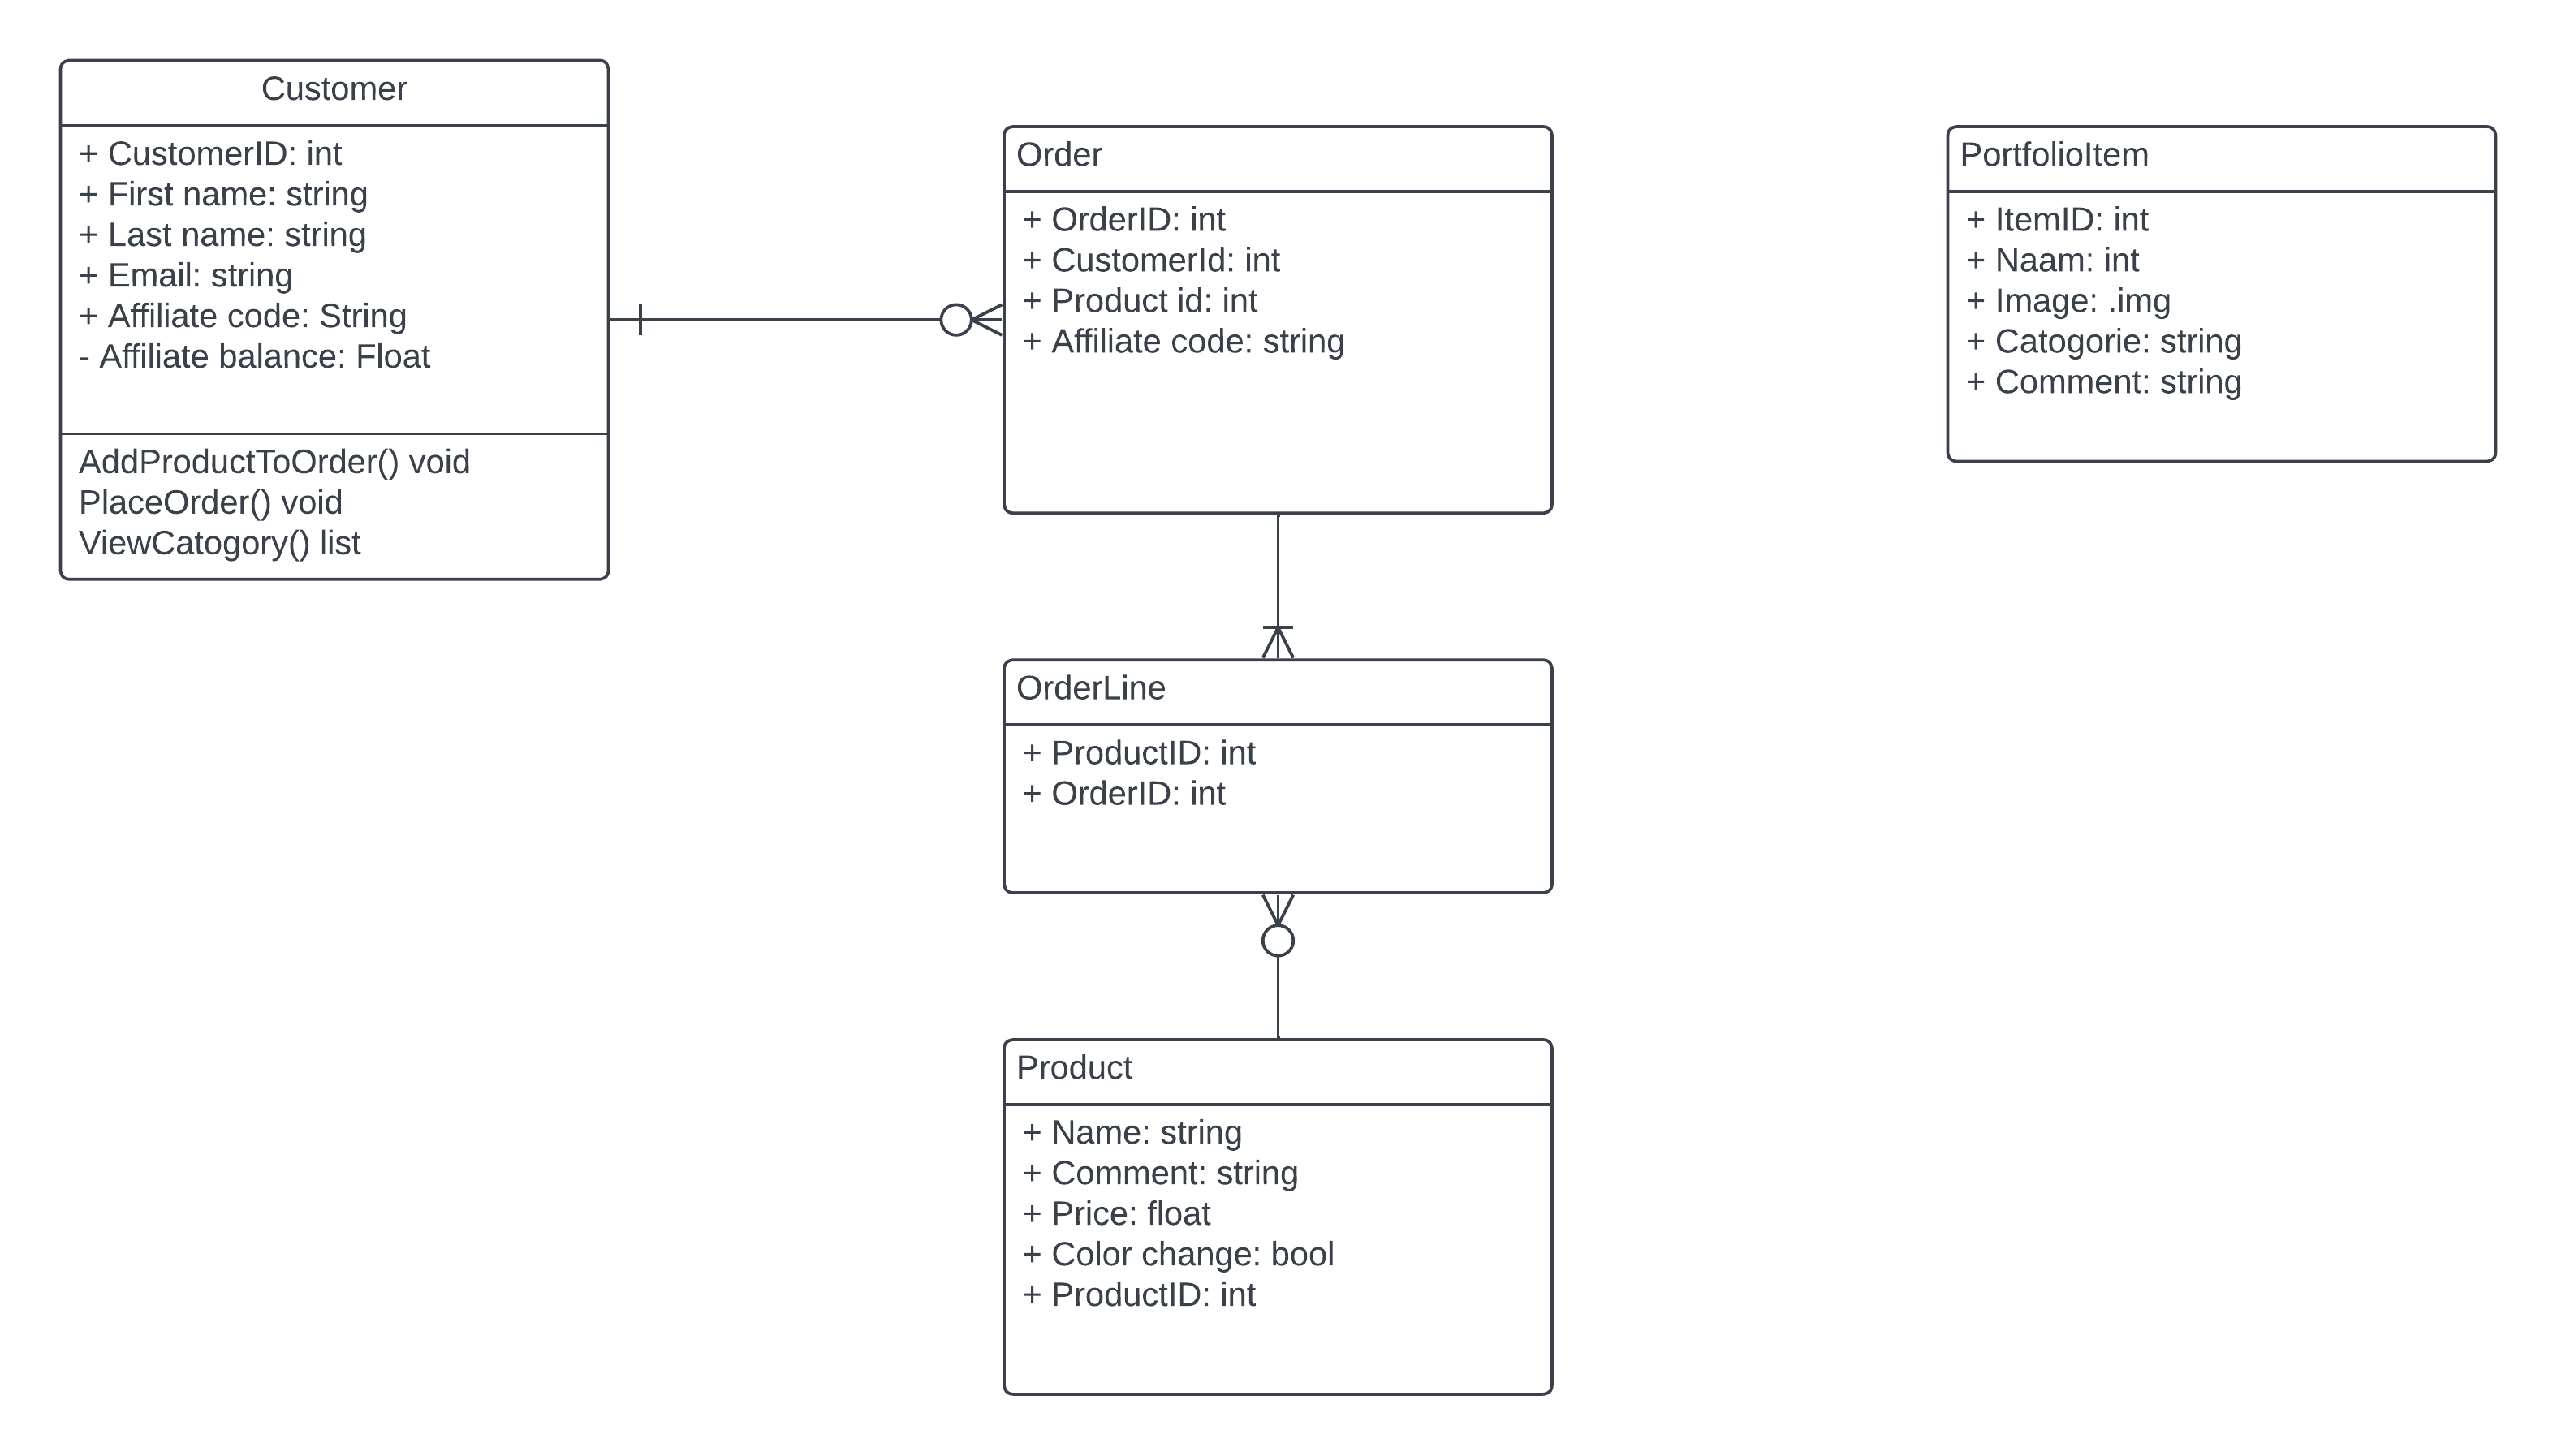 Customer
+ CustomerID: int
+ First name: string
+ Last name: string
+ Email: string
+ Affiliate code: String
- Affiliate balance: Float
AddProductToOrder() void
PlaceOrder() void
ViewCatogory() list
Order
+ OrderID: int
+ CustomerId: int
+ Product id: int
+ Affiliate code: string
PortfolioItem
+ ItemID: int
+ Naam: int
+ Image: .img
+ Catogorie: string
+ Comment: string
OrderLine
+ ProductID: int
+ OrderID: int
Product
+ Name: string
+ Comment: string
+ Price: float
+ Color change: bool
+ ProductID: int